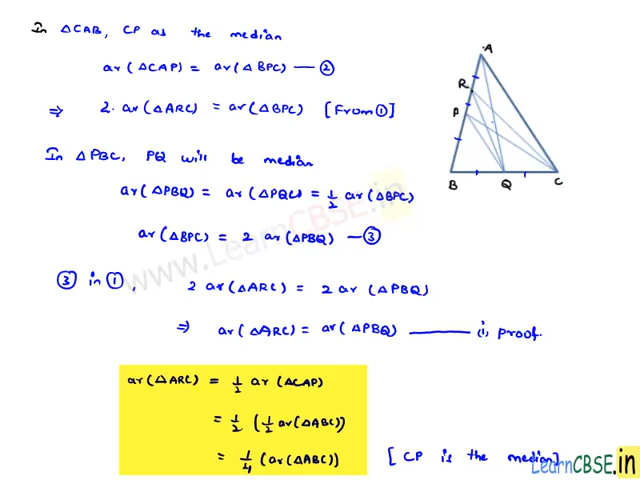 In ΔCAB, CP as the median
ar(ΔCAP) = ar(ΔBPC) — ②
⇒ 2. ar(ΔARC) = ar(ΔBPC) [From ①]
In ΔPBC, PQ will be median
ar(ΔPBQ) = ar(ΔPQC) = 1/2 ar(ΔBPC)
ar(ΔBPC) = 2 ar(ΔPBQ) — ③
③ in ①, 2 ar(ΔARC) = 2 ar(ΔPBQ)
⇒ ar(ΔARC) = ar(ΔPBQ) — i, proof.
ar(ΔARC) = 1/2 ar(ΔCAP)
= 1/2 (1/2 ar(ΔABC))
= 1/4 (ar(ΔABC)) [CP is the median]
A
R
P
B Q C
www.LearnCBSE.in
LearnCBSE.in